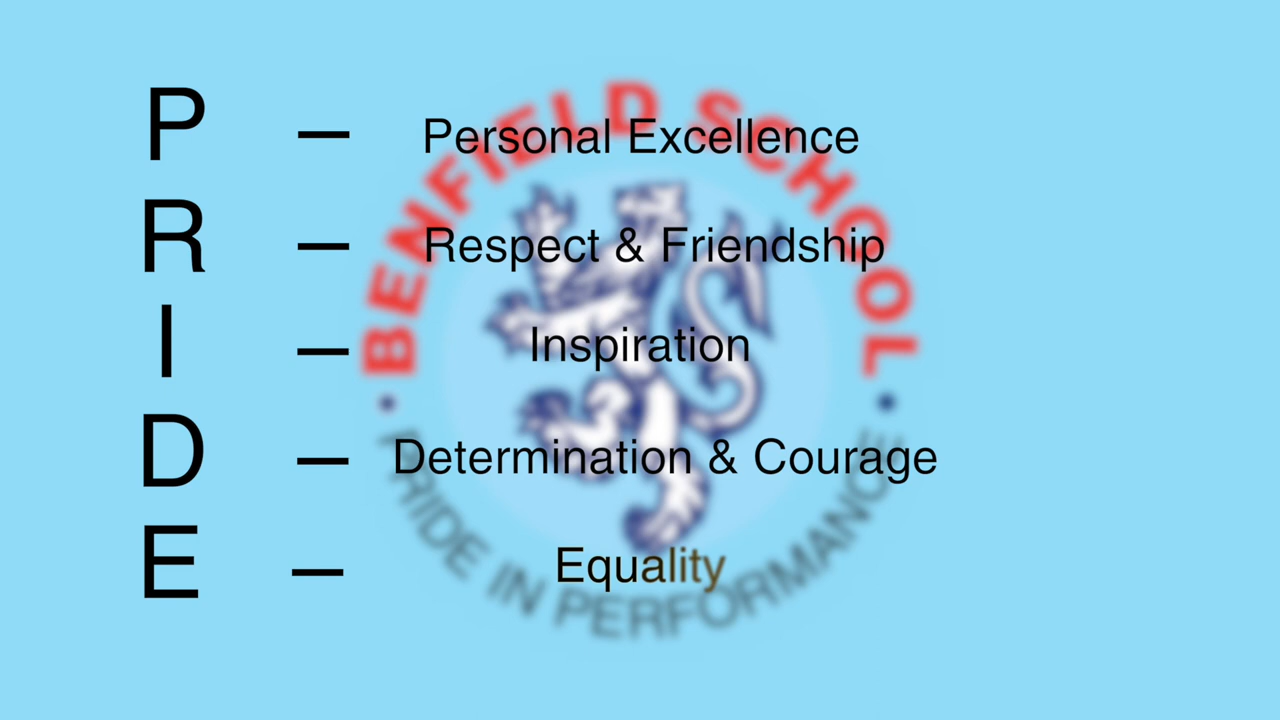 BENFIELD SCHOOL
P – Personal Excellence
R – Respect & Friendship
I – Inspiration
D – Determination & Courage
E – Equality
PRIDE IN PERFORMANCE